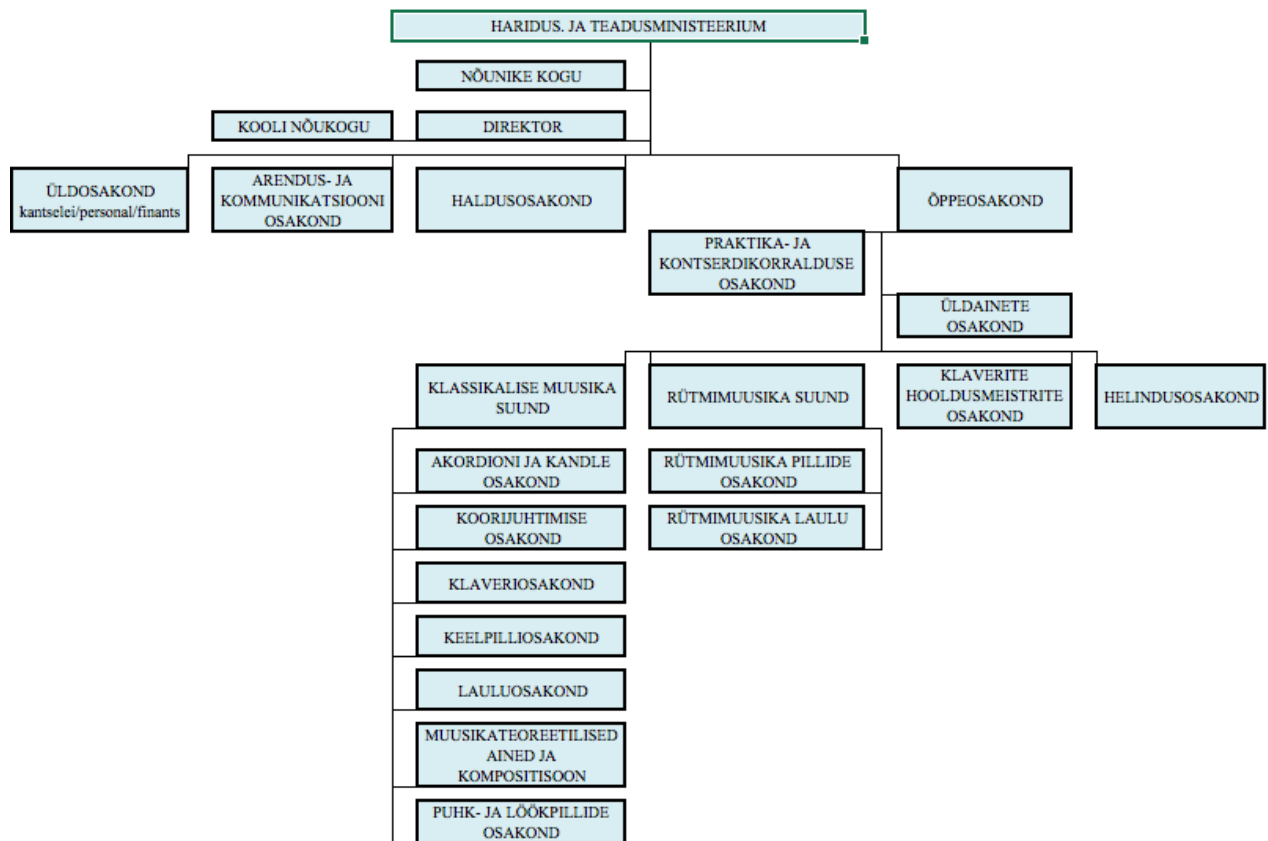 HARIDUS. JA TEADUSMINISTEERIUM
NÕUNIKE KOGU
KOOLI NÕUKOGU
DIREKTOR
ÜLDOSAKOND
kantselei/personal/finants
ARENDUS- JA
KOMMUNIKATSIOONI
OSAKOND
HALDUSOSAKOND
ÕPPEOSAKOND
PRAKTIKA- JA
KONTSERDIKORRALDUSE
OSAKOND
ÜLDAINETE
OSAKOND
KLASSIKALISE MUUSIKA
SUUND
RÜTMIMUUSIKA SUUND
KLAVERITE
HOOLDUSMEISTRITE
OSAKOND
HELINDUSOSAKOND
AKORDIONI JA KANDLE
OSAKOND
RÜTMIMUUSIKA PILLIDE
OSAKOND
KOORIJUHTIMISE
OSAKOND
RÜTMIMUUSIKA LAULU
OSAKOND
KLAVERIOSAKOND
KEELPILLIOSAKOND
LAULUOSAKOND
MUUSIKATEOREETILISED
AINED JA
KOMPOSITISOON
PUHK- JA LÖÖKPILLIDE
OSAKOND